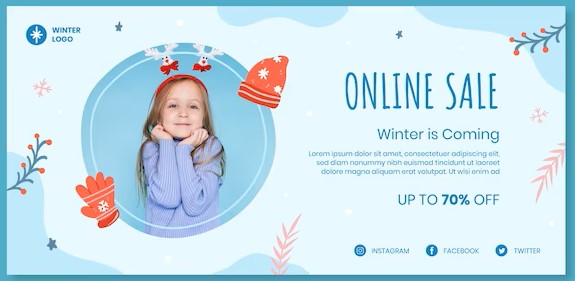 WINTER
LOGO
ONLINE SALE
Winter is Coming
Lorem ipsum dolor sit amet, consectetuer adipiscing elit,
sed diam nonummy nibh euismod tincidunt ut laoreet
dolore magna aliquam erat volutpat. Ut wisi enim ad
UP TO 70% OFF
INSTAGRAM
FACEBOOK
TWITTER